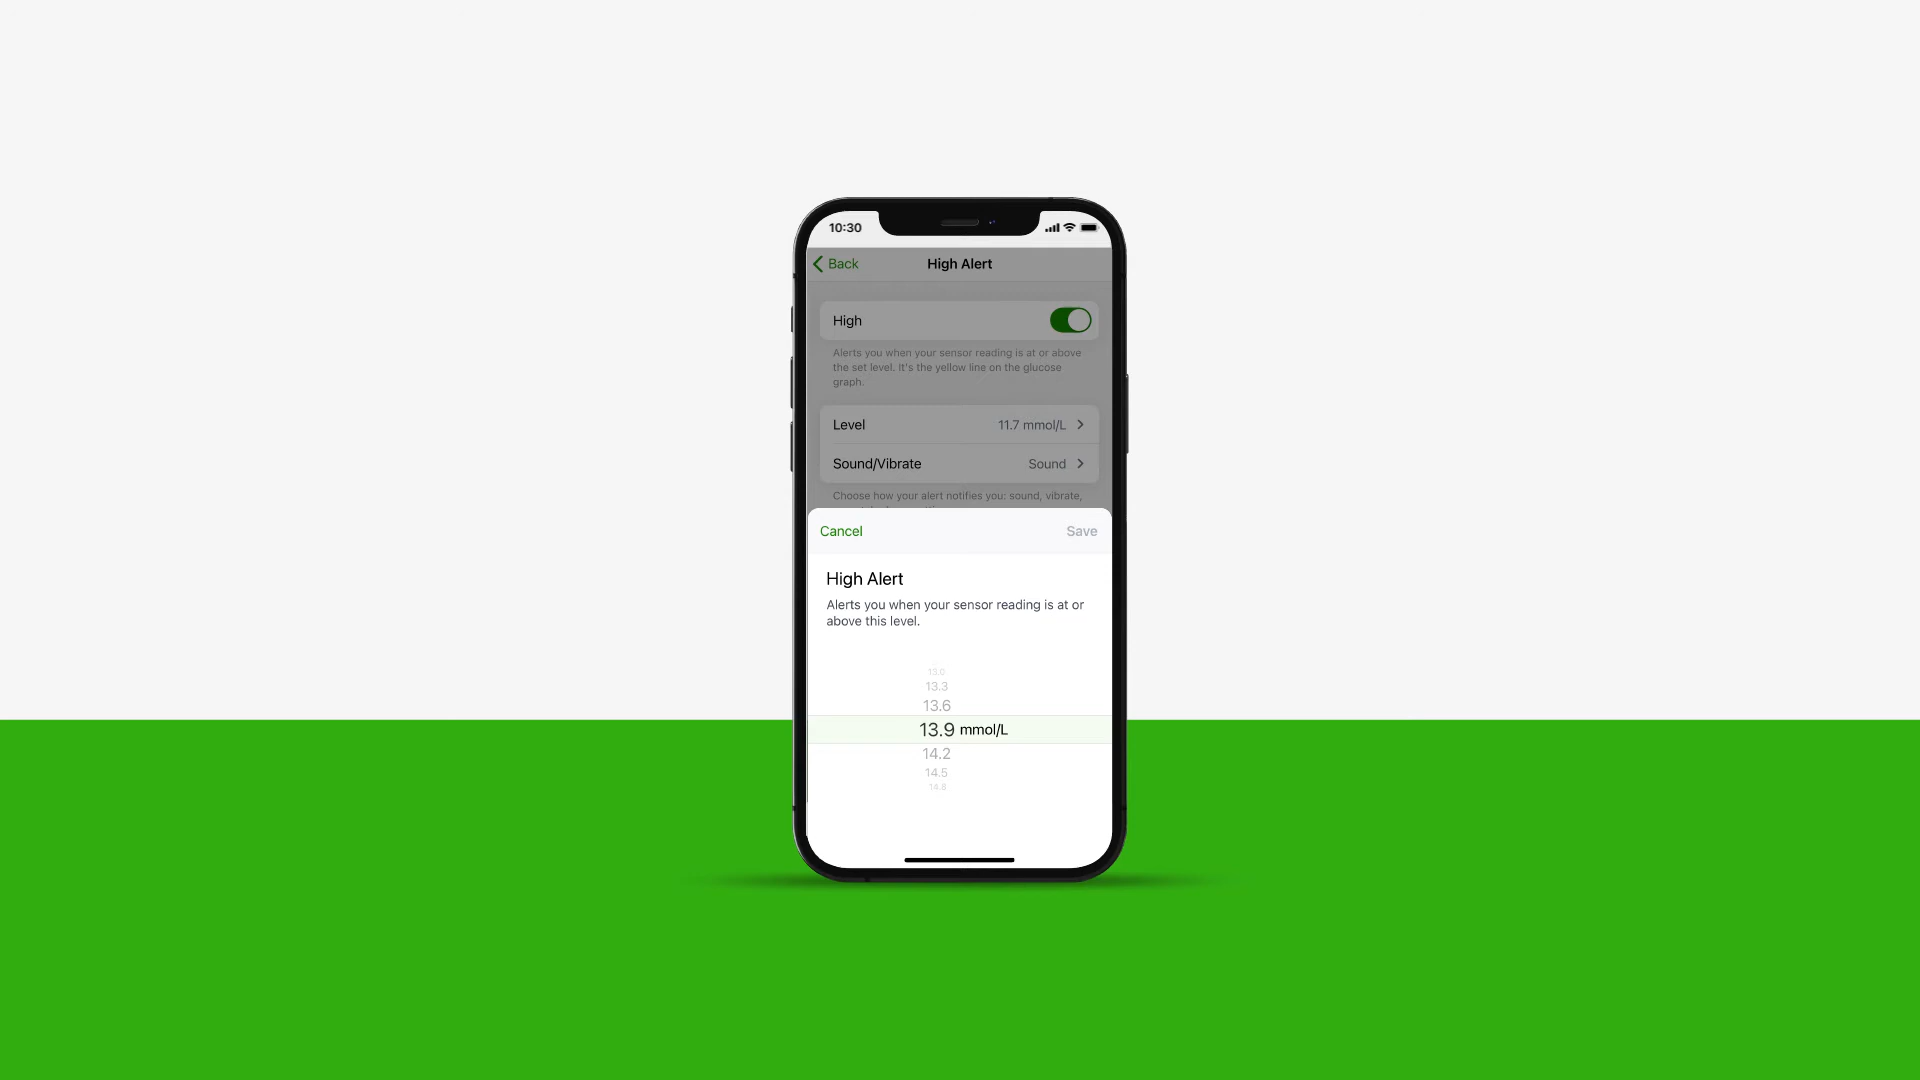 10:30
Back
High Alert
High
Alerts you when your sensor reading is at or above
the set level. It's the yellow line on the glucose
graph.
Level 11.7 mmol/L
Sound/Vibrate Sound
Choose how your alert notifies you: sound, vibrate,
Cancel Save
High Alert
Alerts you when your sensor reading is at or
above this level.
13.0
13.3
13.6
13.9 mmol/L
14.2
14.5
14.8